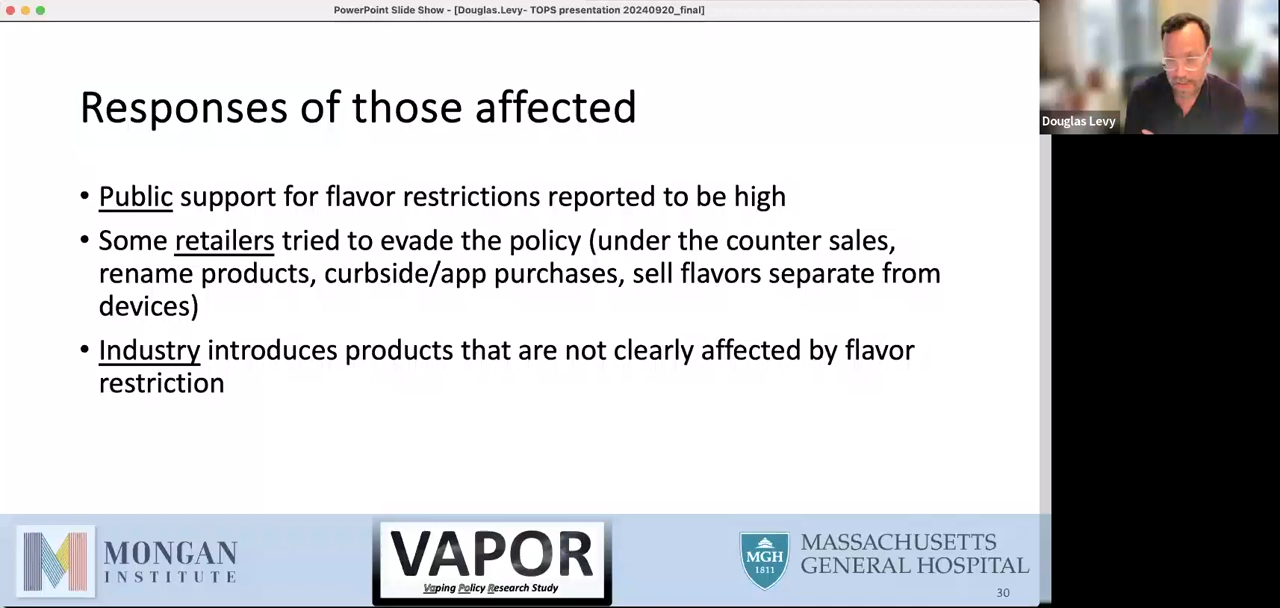 PowerPoint Slide Show - [Douglas.Levy- TOPS presentation 20240920_final]
Douglas Levy
Responses of those affected
• Public support for flavor restrictions reported to be high
• Some retailers tried to evade the policy (under the counter sales,
rename products, curbside/app purchases, sell flavors separate from
devices)
• Industry introduces products that are not clearly affected by flavor
restriction
MONGAN
INSTITUTE
VAPOR
Vaping Policy Research Study
MGH
1811
MASSACHUSETTS
GENERAL HOSPITAL
30